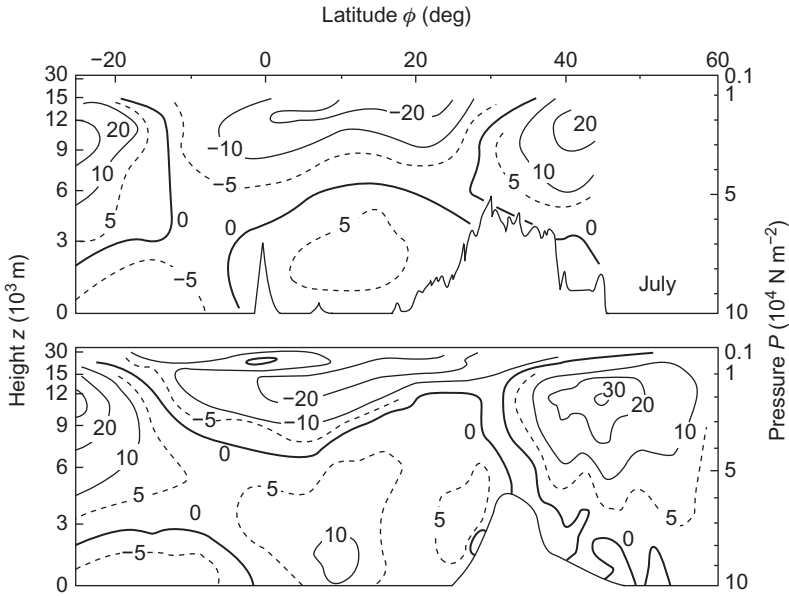 Latitude ϕ (deg)
−20 0 20 40 60
30 0.1
15 1
12
9
6 5
3
0 10
20 −20 20
10 −10 10
5 −5 5
0 0 5 0
−5 July
Height z (10³ m)
Pressure P (10⁴ N m⁻²)
30 0.1
15 1
12
9
6 5
3
0 10
−20 30
20 −5 −10 20
10 0 0 10
5 5 5 5
0 10 0
−5